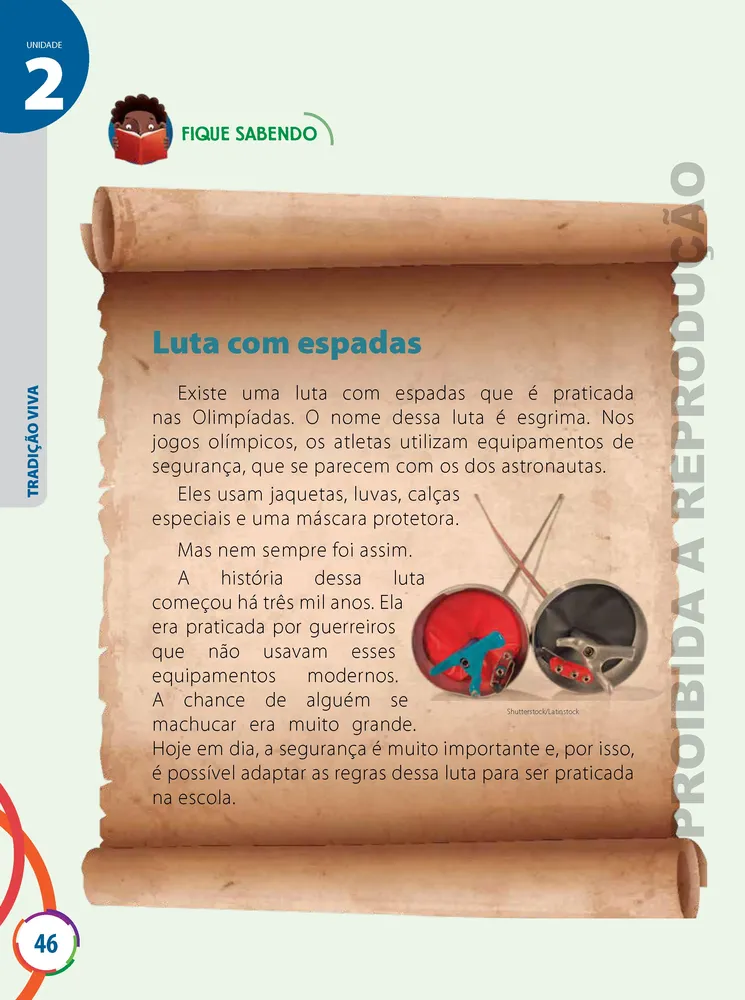 UNIDADE
2
FIQUE SABENDO
TRADIÇÃO VIVA
Luta com espadas
Existe uma luta com espadas que é praticada
nas Olimpíadas. O nome dessa luta é esgrima. Nos
jogos olímpicos, os atletas utilizam equipamentos de
segurança, que se parecem com os dos astronautas.
Eles usam jaquetas, luvas, calças
especiais e uma máscara protetora.
Mas nem sempre foi assim.
A história dessa luta
começou há três mil anos. Ela
era praticada por guerreiros
que não usavam esses
equipamentos modernos.
A chance de alguém se
machucar era muito grande.
Hoje em dia, a segurança é muito importante e, por isso,
é possível adaptar as regras dessa luta para ser praticada
na escola.
Shutterstock/Latinstock
PROIBIDA A REPRODUÇÃO
46